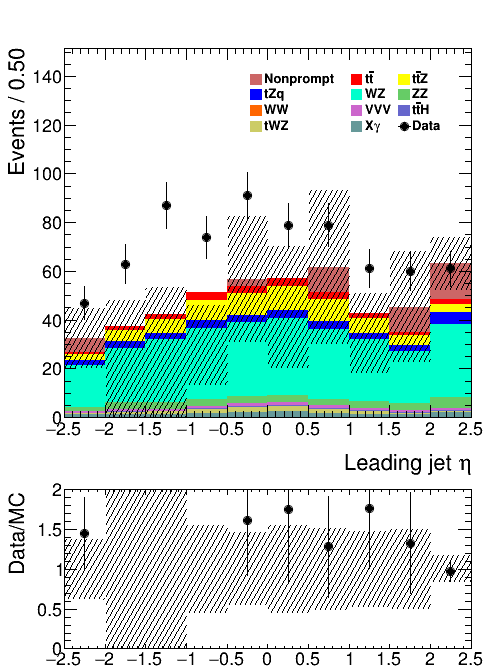 Events / 0.50
140
120
100
80
60
40
20
0
Nonprompt tt̄ tt̄Z
tZq WZ ZZ
WW VVV tt̄H
tWZ Xγ Data
−2.5 −2 −1.5 −1 −0.5 0 0.5 1 1.5 2 2.5
Leading jet η
Data/MC
2
1.5
1
0.5
0
−2.5 −2 −1.5 −1 −0.5 0 0.5 1 1.5 2 2.5